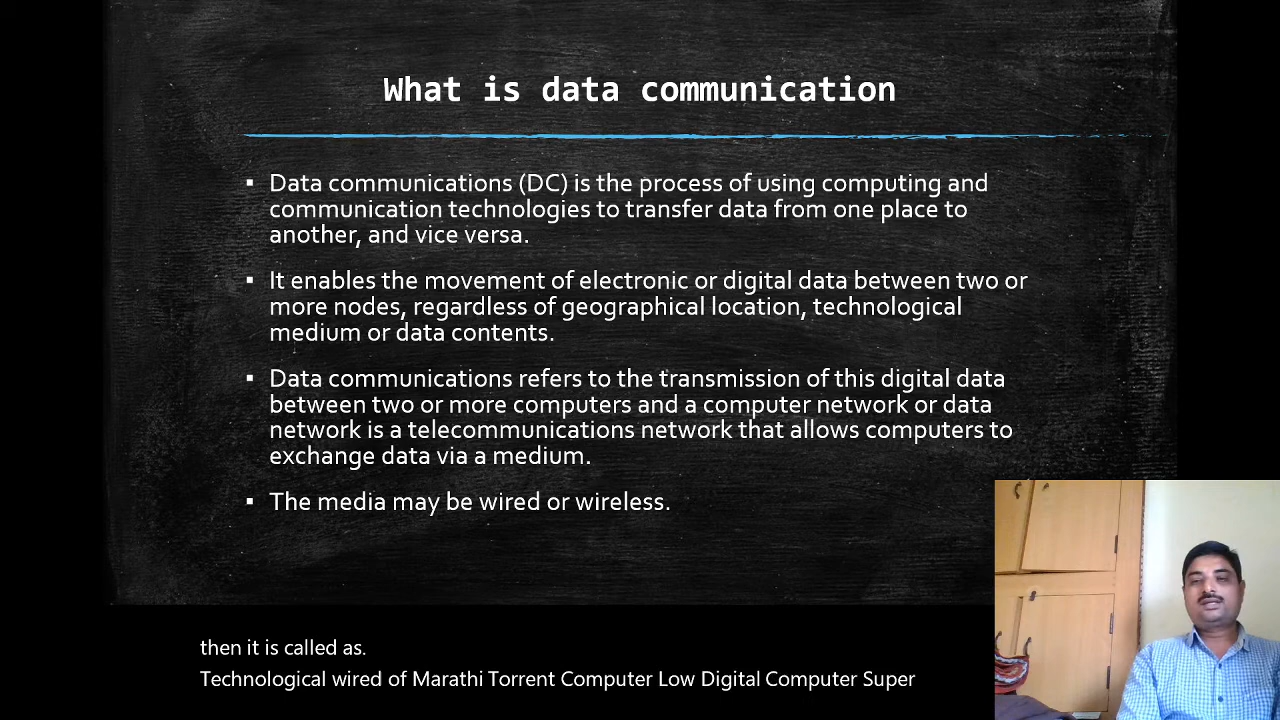 What is data communication
▪ Data communications (DC) is the process of using computing and
communication technologies to transfer data from one place to
another, and vice versa.
▪ It enables the movement of electronic or digital data between two or
more nodes, regardless of geographical location, technological
medium or data contents.
▪ Data communications refers to the transmission of this digital data
between two or more computers and a computer network or data
network is a telecommunications network that allows computers to
exchange data via a medium.
▪ The media may be wired or wireless.
then it is called as.
Technological wired of Marathi Torrent Computer Low Digital Computer Super